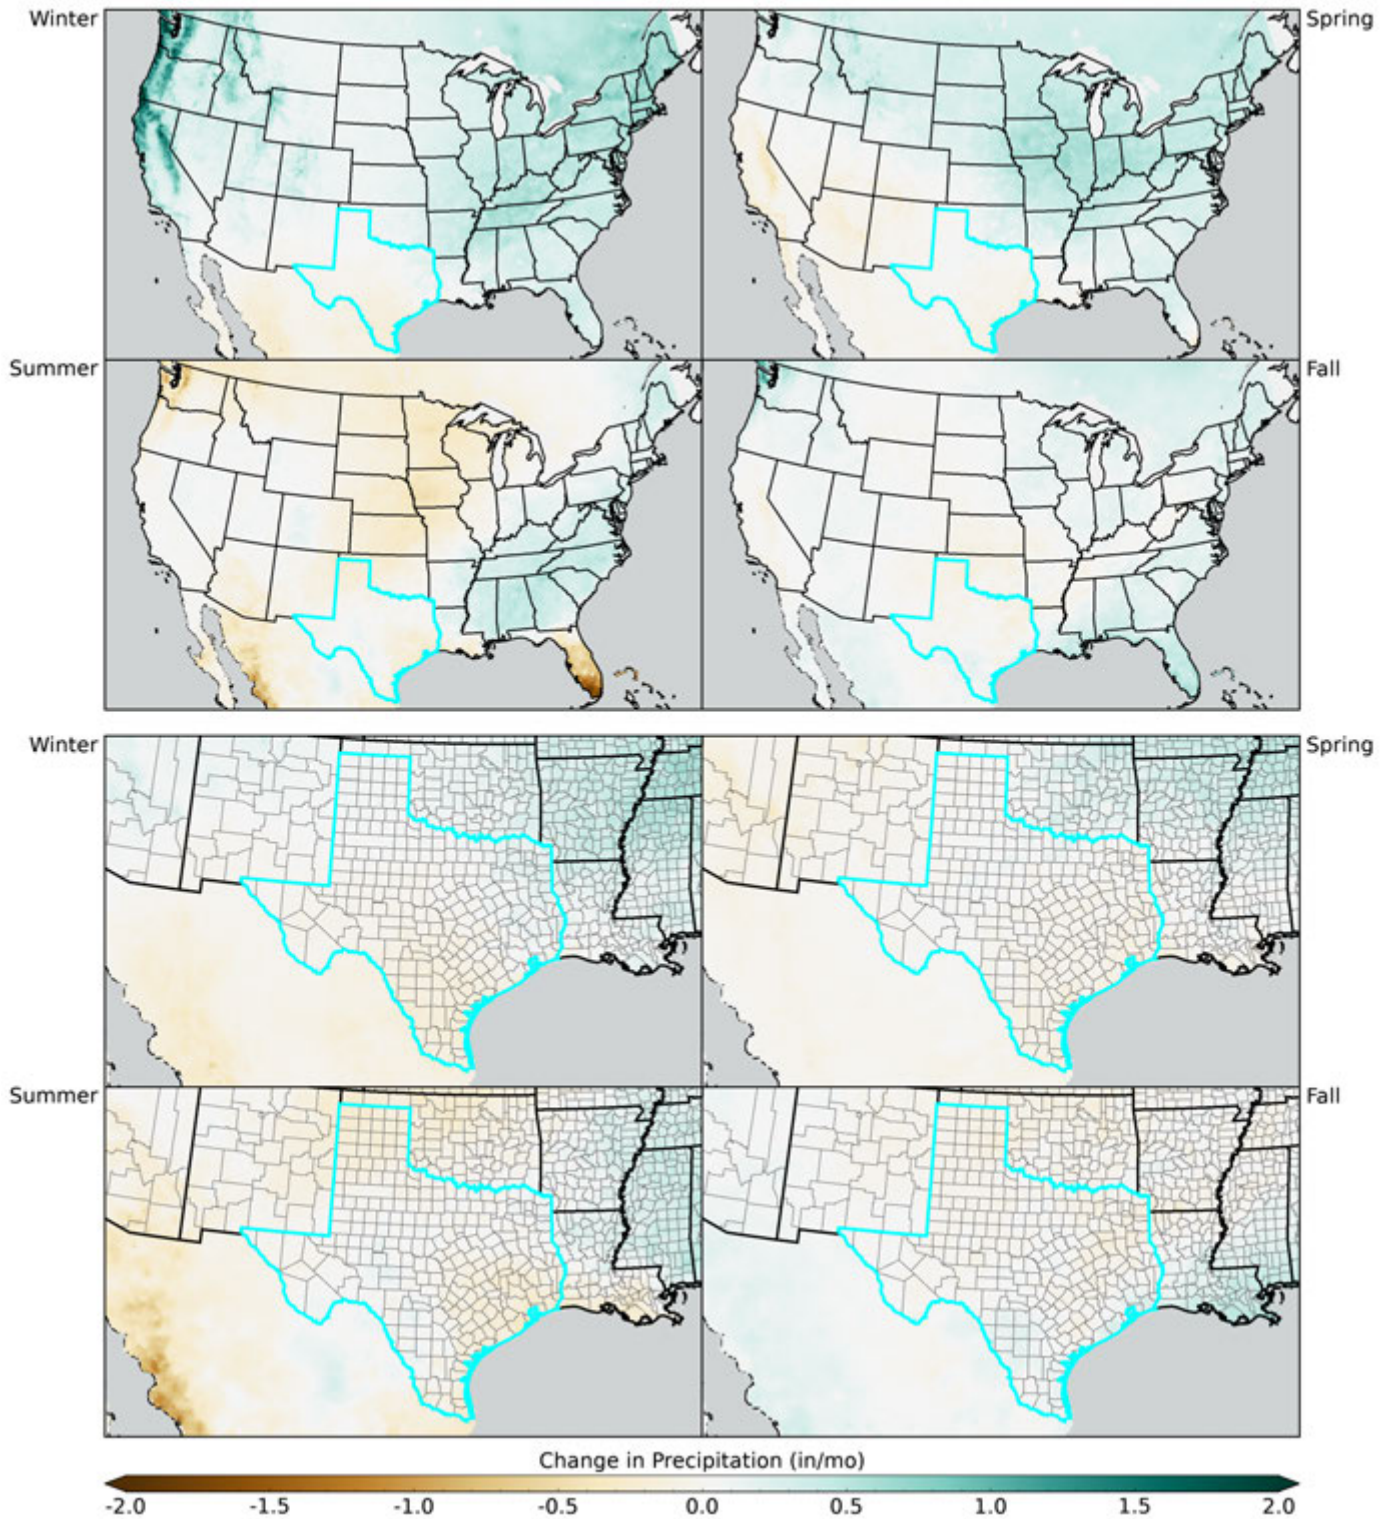 Winter
Spring
Summer
Fall
Winter
Spring
Summer
Fall
Change in Precipitation (in/mo)
-2.0 -1.5 -1.0 -0.5 0.0 0.5 1.0 1.5 2.0